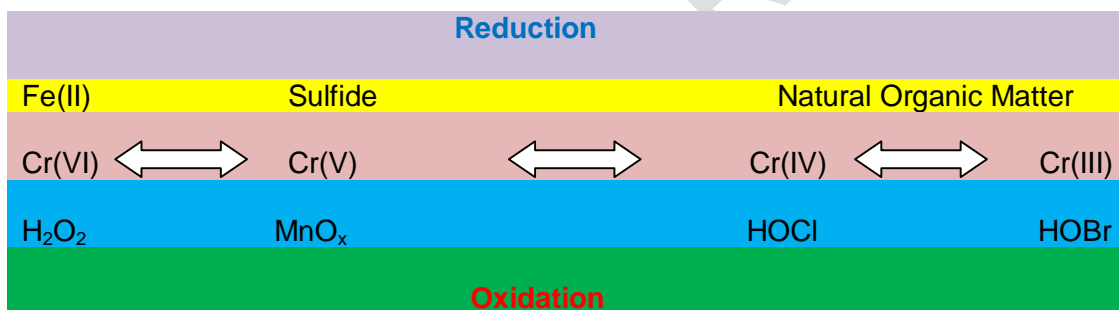 Reduction
Fe(II) Sulfide Natural Organic Matter
Cr(VI) Cr(V) Cr(IV) Cr(III)
H₂O₂ MnOₓ HOCl HOBr
Oxidation